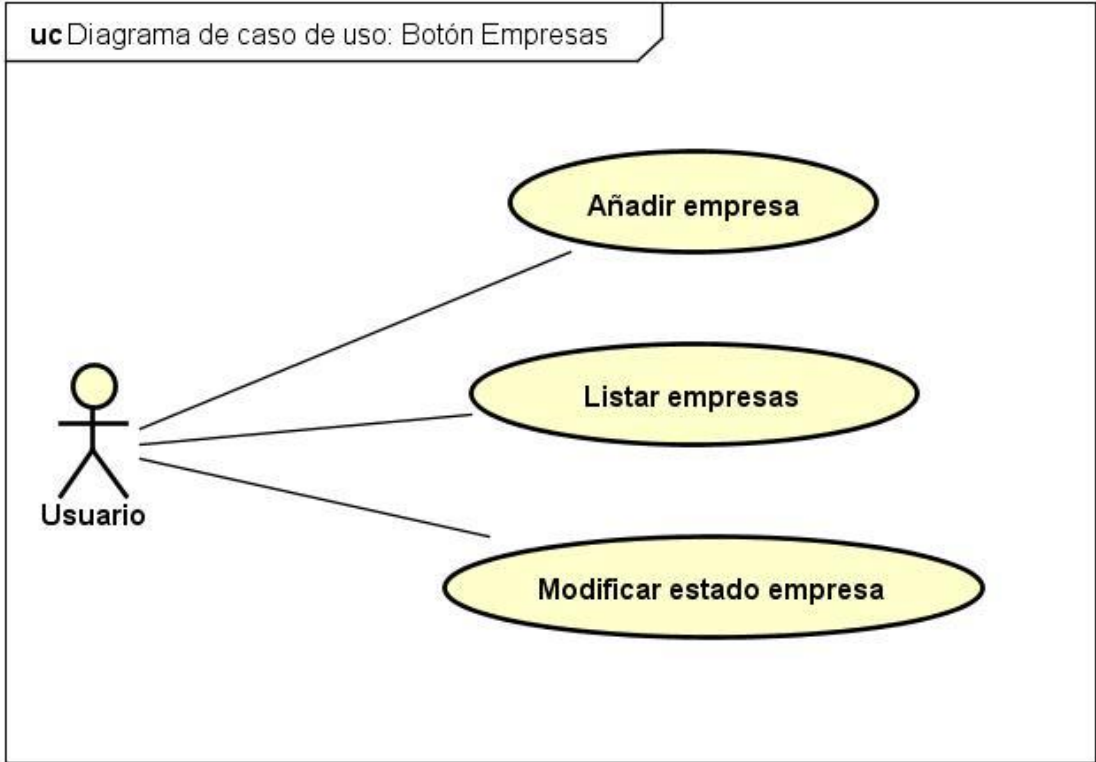 uc Diagrama de caso de uso: Botón Empresas
Añadir empresa
Listar empresas
Usuario
Modificar estado empresa